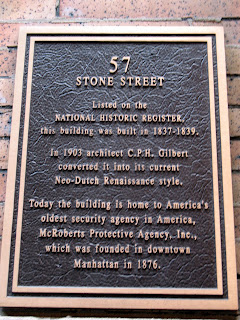 57
STONE STREET
Listed on the
NATIONAL HISTORIC REGISTER,
this building was built in 1837-1839.
In 1903 architect C.P.H. Gilbert
converted it into its current
Neo-Dutch Renaissance style.
Today the building is home to America's
oldest security agency in America,
McRoberts Protective Agency, Inc.,
which was founded in downtown
Manhattan in 1876.